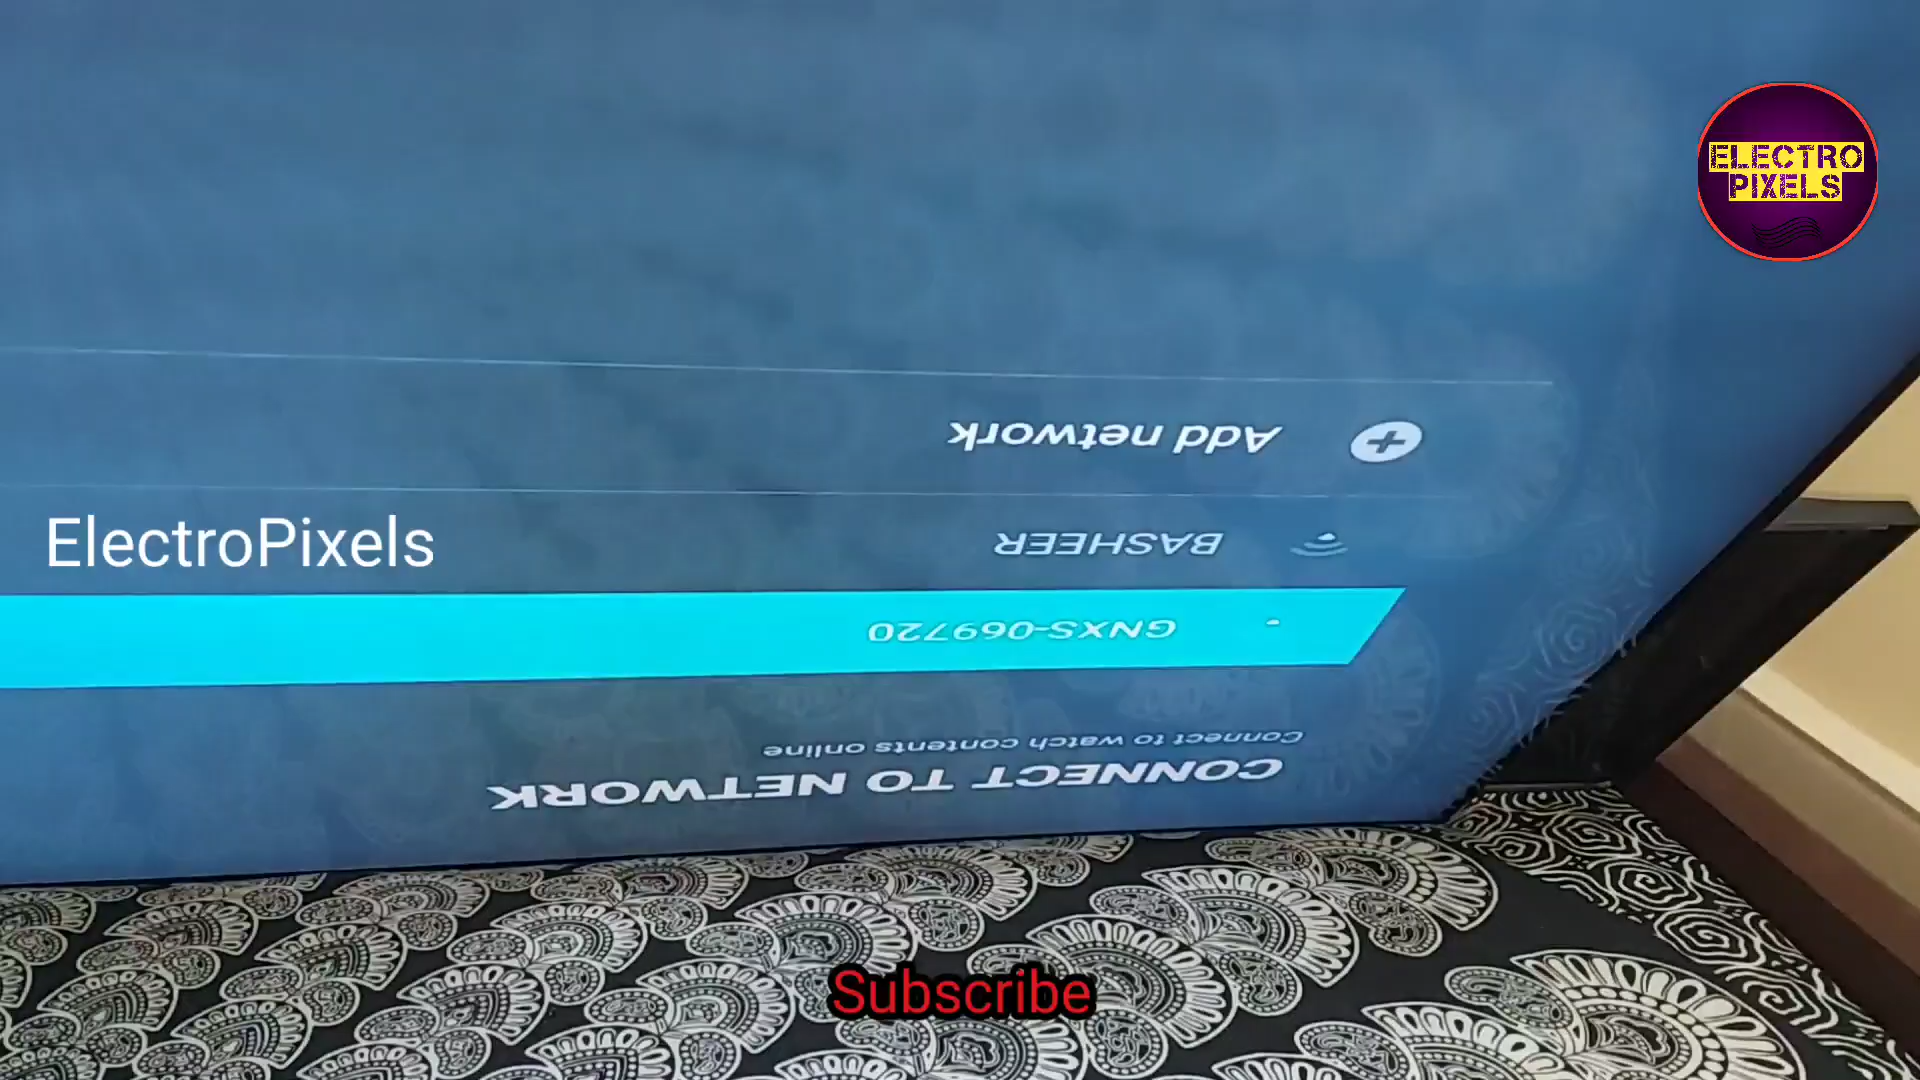 ELECTRO
PIXELS
CONNECT TO NETWORK
Connect to watch contents online
GNXS-069720
BASHEER
Add network
ElectroPixels
Subscribe